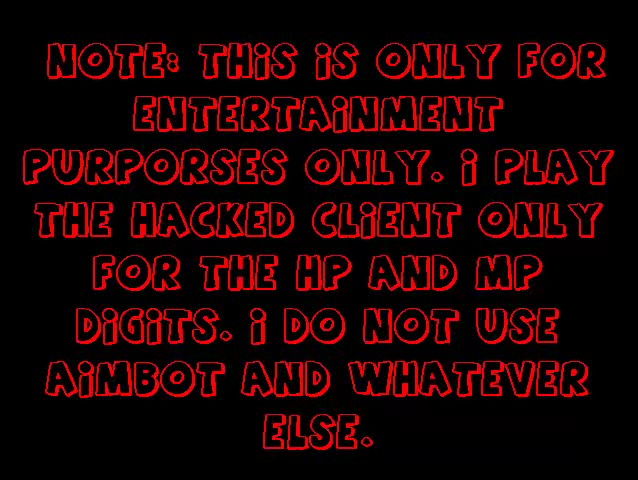 NOTE: THiS iS ONLY FOR
ENTERTAiNMENT
PURPORSES ONLY. i PLAY
THE HACKED CLiENT ONLY
FOR THE HP AND MP
DiGiTS. i DO NOT USE
AiMBOT AND WHATEVER
ELSE.